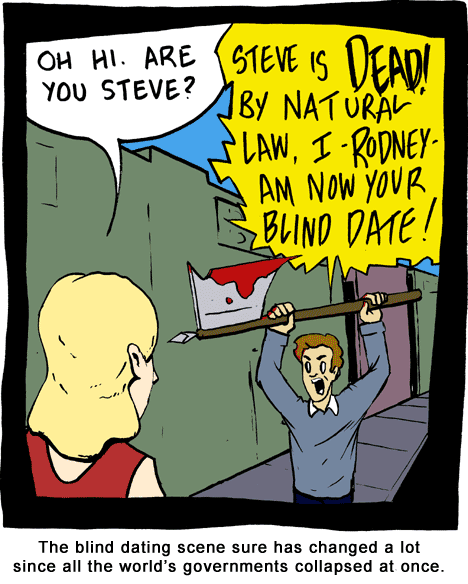 OH HI. ARE
YOU STEVE?
STEVE IS DEAD!
BY NATURAL
LAW, I -RODNEY-
AM NOW YOUR
BLIND DATE!
The blind dating scene sure has changed a lot
since all the world's governments collapsed at once.